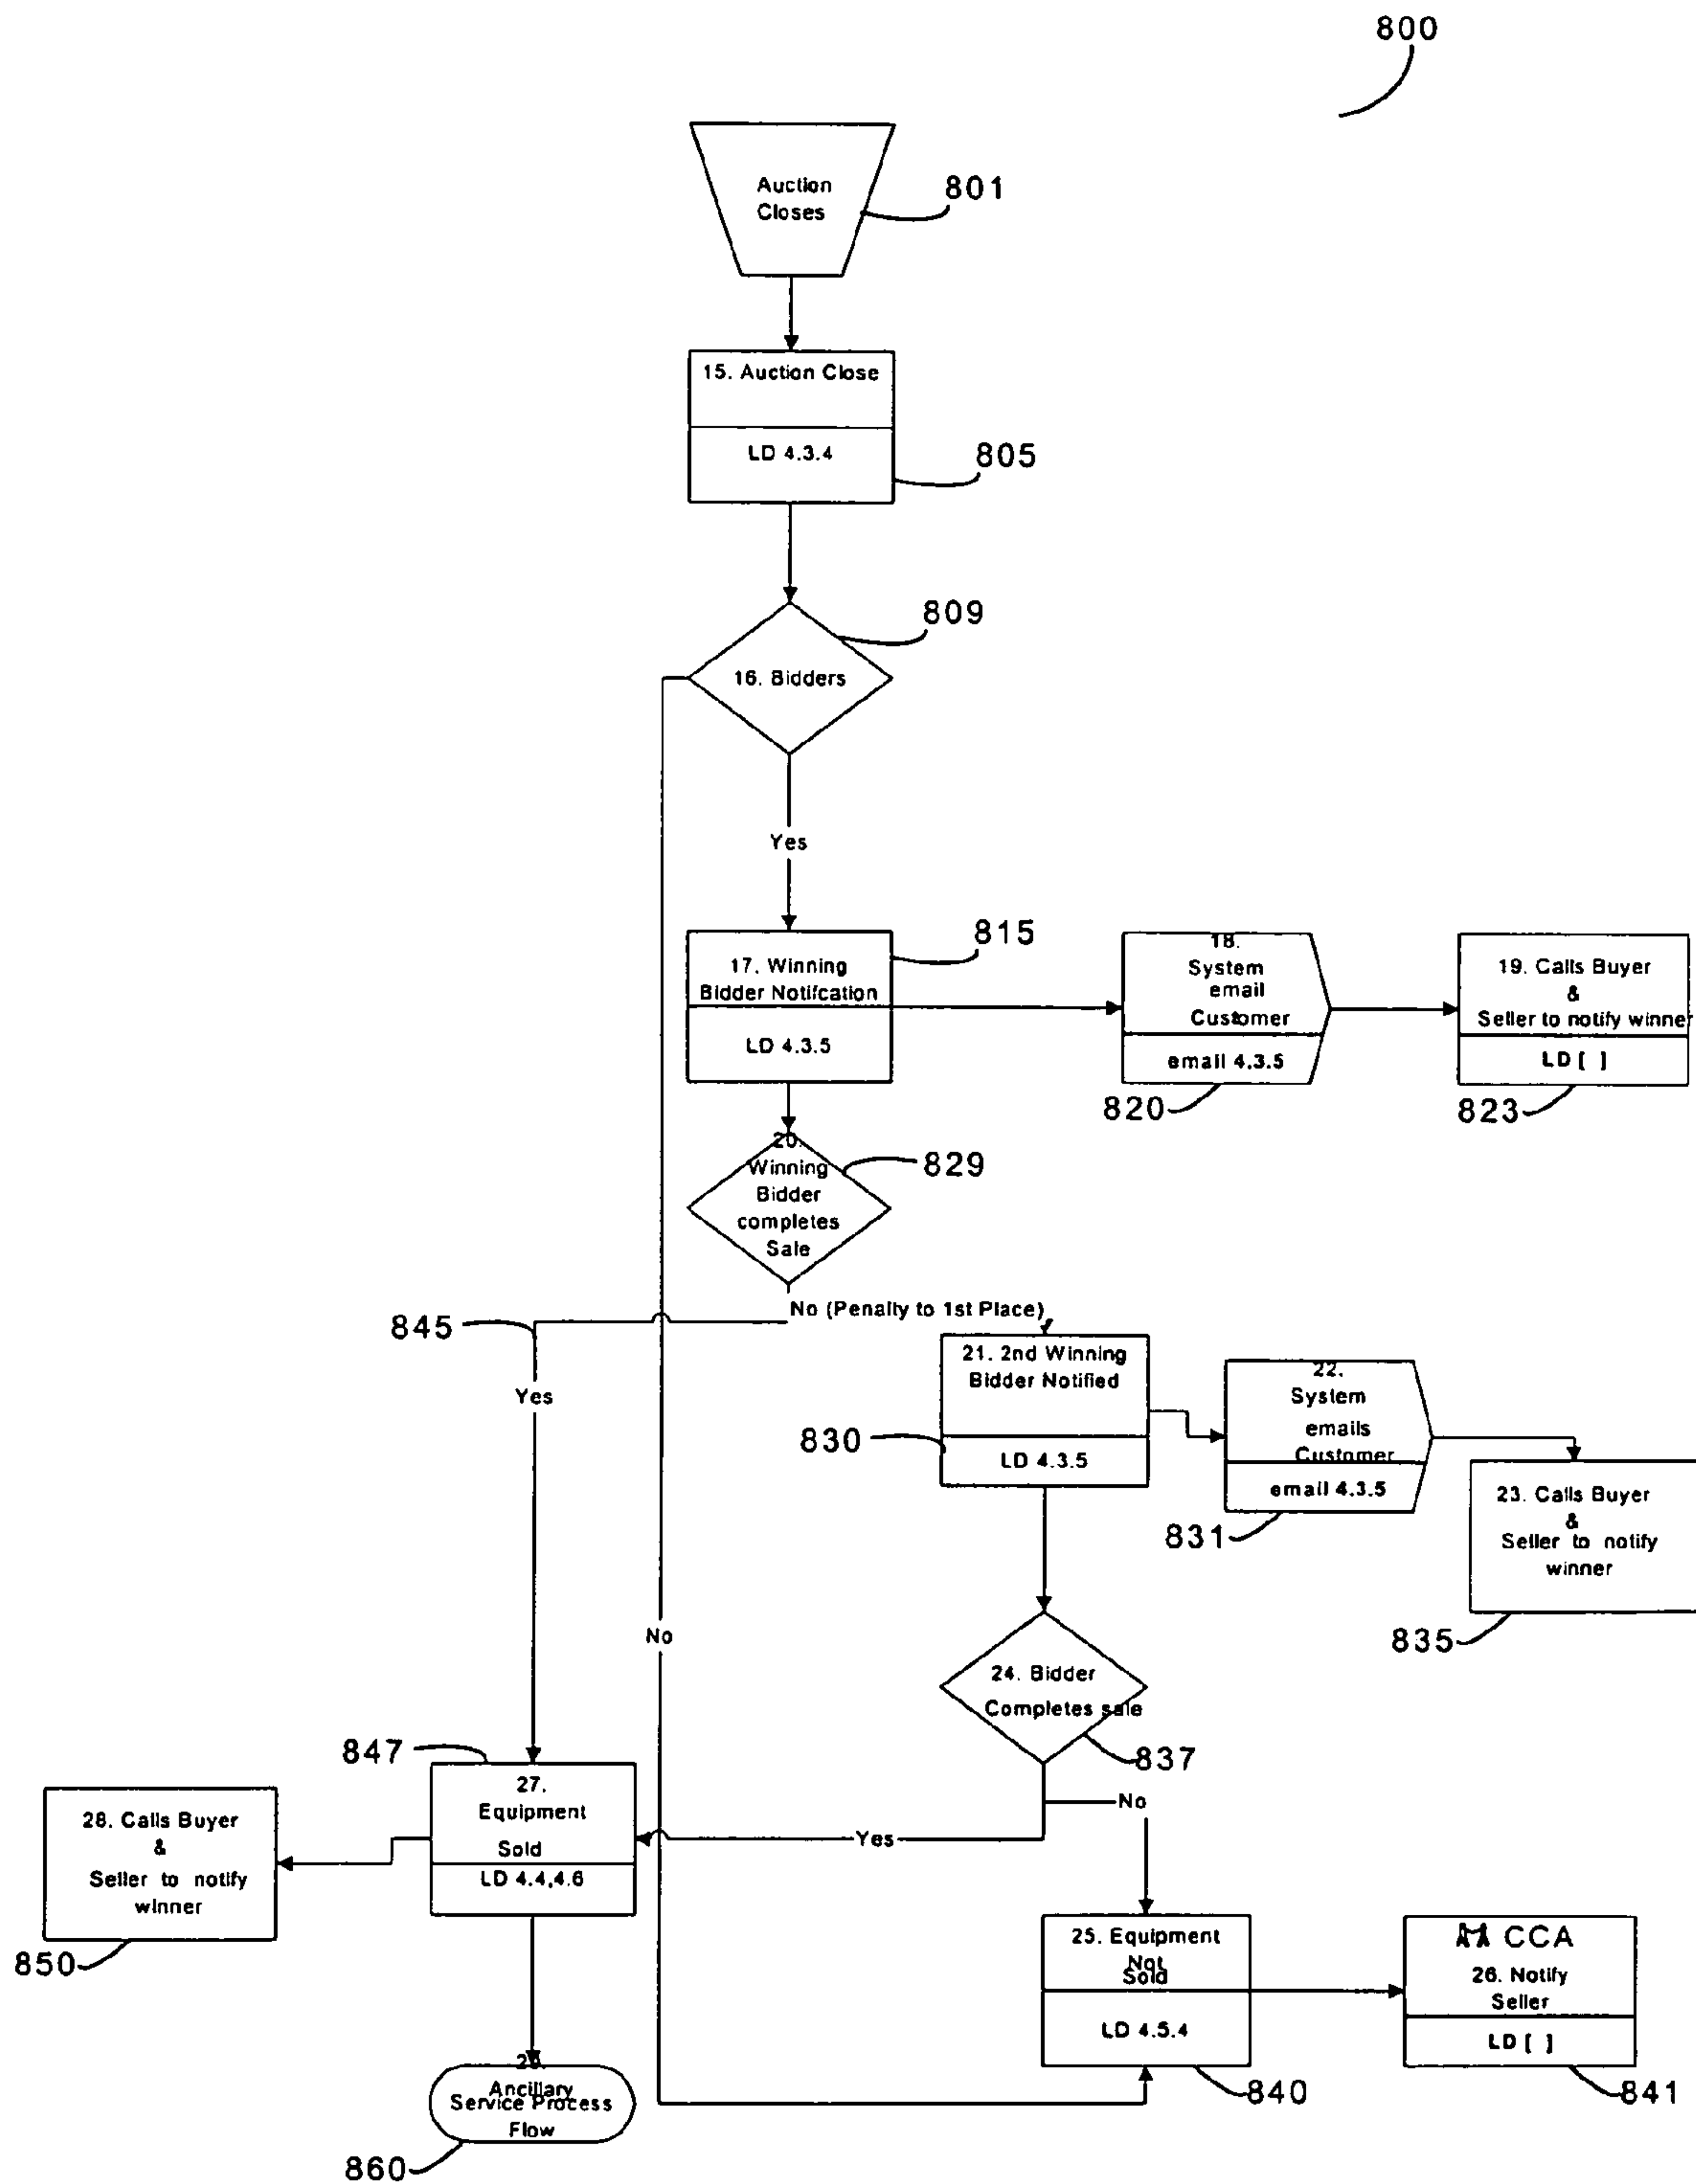 800
Auction
Closes
801
15. Auction Close
LD 4.3.4
805
809
16. Bidders
Yes
815
17. Winning
Bidder Notifcation
LD 4.3.5
18.
System
email
Customer
email 4.3.5
820
19. Calls Buyer
&
Seller to notify winner
LD [ ]
823
20.
Winning
Bidder
completes
Sale
829
No (Penalty to 1st Place)
845
Yes
21. 2nd Winning
Bidder Notified
LD 4.3.5
830
22.
System
emails
Customer
email 4.3.5
831
23. Calls Buyer
&
Seller to notify
winner
835
No
24. Bidder
Completes sale
837
No
Yes
847
27.
Equipment
Sold
LD 4.4,4.6
28. Calls Buyer
&
Seller to notify
winner
850
25. Equipment
Not
Sold
LD 4.5.4
840
CCA
26. Notify
Seller
LD [ ]
841
Ancillary
Service Process
Flow
860